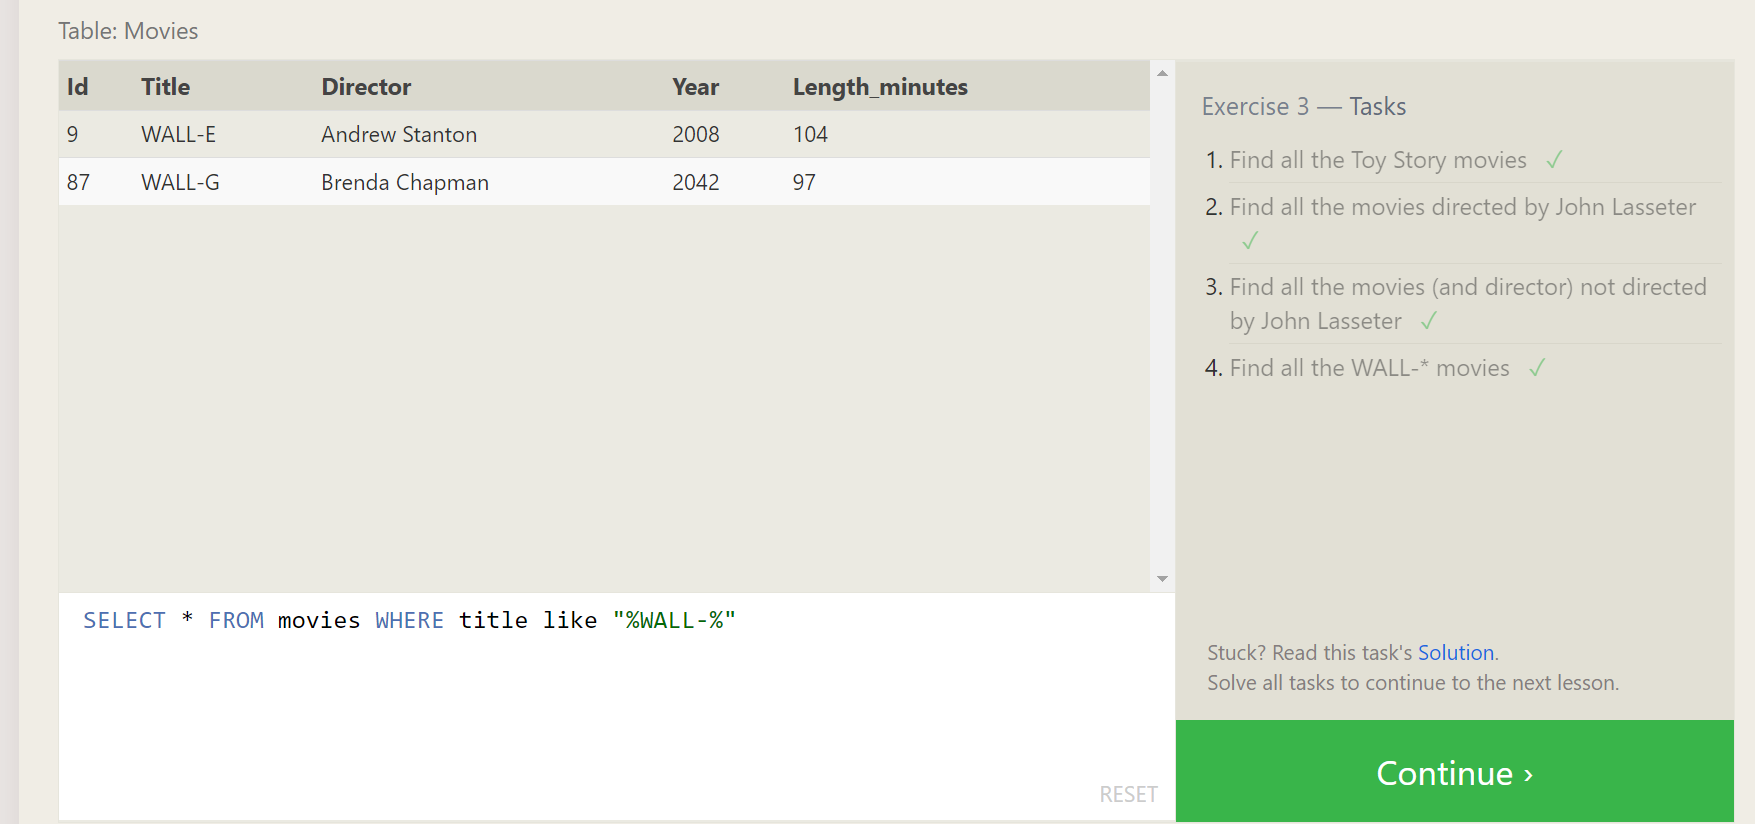 Table: Movies
Id Title Director Year Length_minutes
9 WALL-E Andrew Stanton 2008 104
87 WALL-G Brenda Chapman 2042 97
SELECT * FROM movies WHERE title like "%WALL-%"
RESET
Exercise 3 — Tasks
1. Find all the Toy Story movies ✓
2. Find all the movies directed by John Lasseter
✓
3. Find all the movies (and director) not directed
by John Lasseter ✓
4. Find all the WALL-* movies ✓
Stuck? Read this task's Solution.
Solve all tasks to continue to the next lesson.
Continue ›